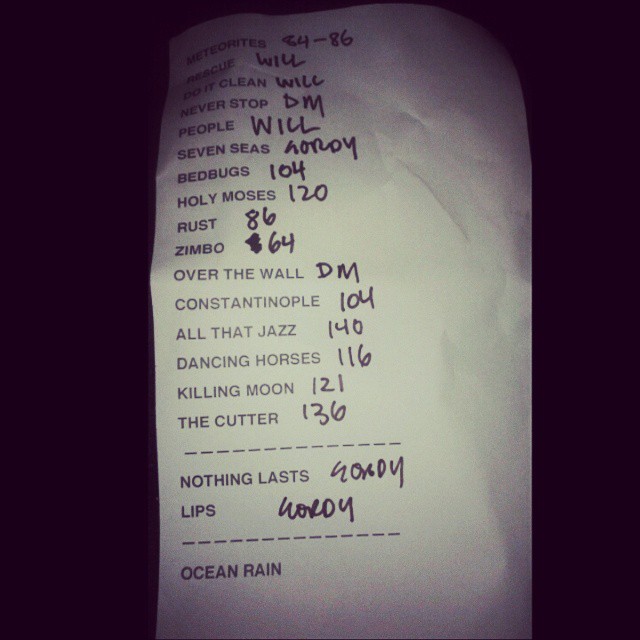 METEORITES 84-86
RESCUE WILL
DO IT CLEAN WILL
NEVER STOP DM
PEOPLE WILL
SEVEN SEAS GORDY
BEDBUGS 104
HOLY MOSES 120
RUST 86
ZIMBO 64
OVER THE WALL DM
CONSTANTINOPLE 104
ALL THAT JAZZ 140
DANCING HORSES 116
KILLING MOON 121
THE CUTTER 136
NOTHING LASTS GORDY
LIPS GORDY
OCEAN RAIN